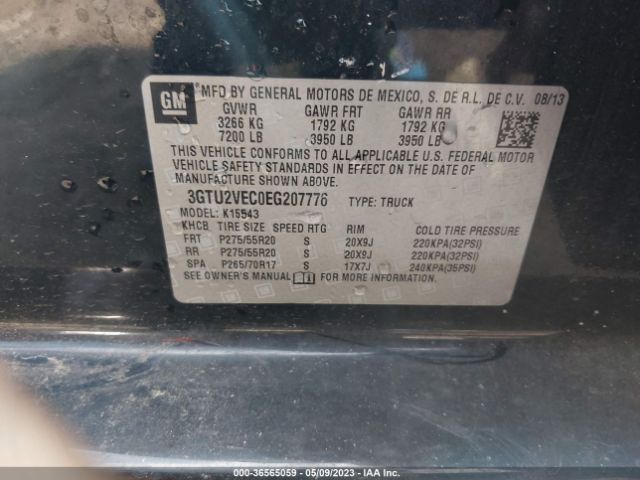 GM
MFD BY GENERAL MOTORS DE MEXICO, S. DE R.L. DE C.V. 08/13
GVWR GAWR FRT GAWR RR
3266 KG 1792 KG 1792 KG
7200 LB 3950 LB 3950 LB
THIS VEHICLE CONFORMS TO ALL APPLICABLE U.S. FEDERAL MOTOR
VEHICLE SAFETY STANDARDS IN EFFECT ON THE DATE OF
MANUFACTURE SHOWN ABOVE.
3GTU2VEC0EG207776 TYPE: TRUCK
MODEL: K15543
KHCB TIRE SIZE SPEED RTG RIM COLD TIRE PRESSURE
FRT P275/55R20 S 20X9J 220KPA(32PSI)
RR P275/55R20 S 20X9J 220KPA(32PSI)
SPA P265/70R17 S 17X7J 240KPA(35PSI)
SEE OWNER'S MANUAL FOR MORE INFORMATION.
000-36565059 - 05/09/2023 - IAA Inc.